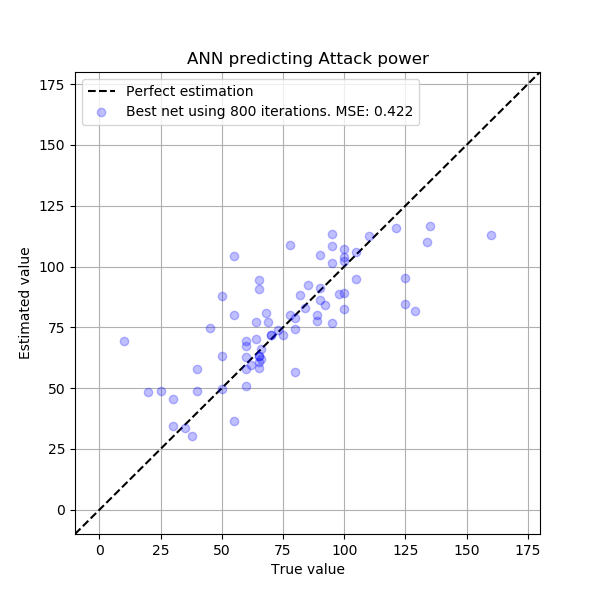 ANN predicting Attack power
Perfect estimation
Best net using 800 iterations. MSE: 0.422
175
150
125
100
75
50
25
0
Estimated value
0 25 50 75 100 125 150 175
True value